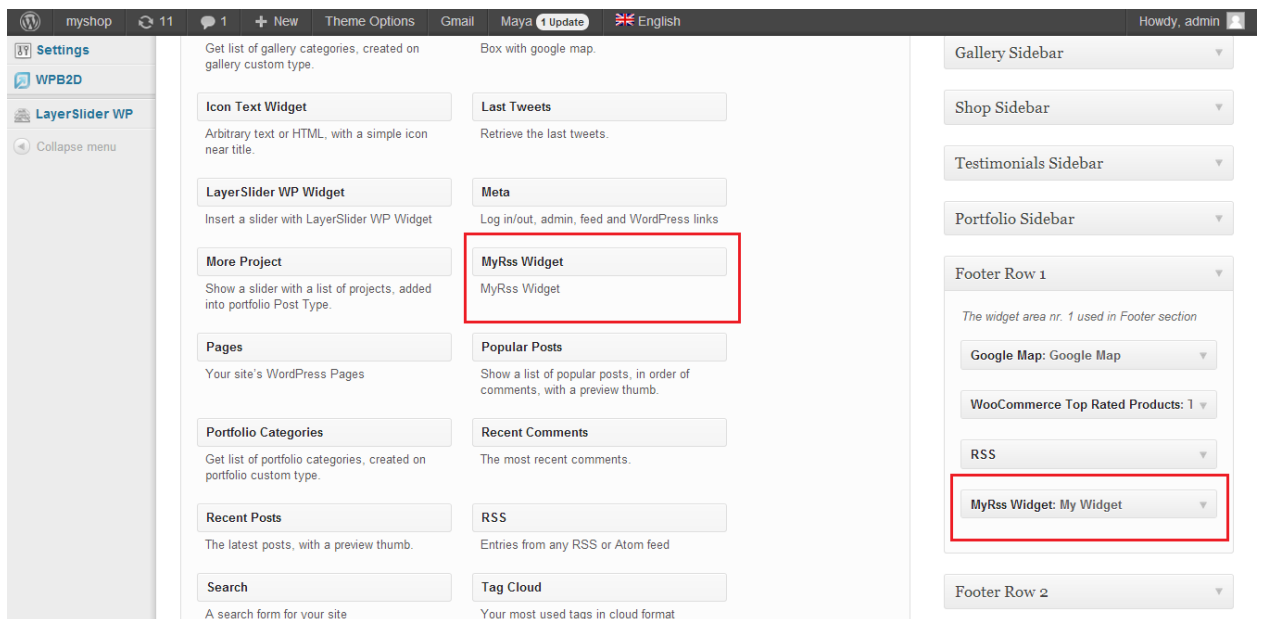 myshop 11 1 New Theme Options Gmail Maya 1 Update English Howdy, admin
Settings
WPB2D
LayerSlider WP
Collapse menu
Get list of gallery categories, created on
gallery custom type.
Box with google map.
Icon Text Widget
Arbitrary text or HTML, with a simple icon
near title.
Last Tweets
Retrieve the last tweets.
LayerSlider WP Widget
Insert a slider with LayerSlider WP Widget
Meta
Log in/out, admin, feed and WordPress links
More Project
Show a slider with a list of projects, added
into portfolio Post Type.
MyRss Widget
MyRss Widget
Pages
Your site's WordPress Pages
Popular Posts
Show a list of popular posts, in order of
comments, with a preview thumb.
Portfolio Categories
Get list of portfolio categories, created on
portfolio custom type.
Recent Comments
The most recent comments.
Recent Posts
The latest posts, with a preview thumb.
RSS
Entries from any RSS or Atom feed
Search
A search form for your site
Tag Cloud
Your most used tags in cloud format
Gallery Sidebar
Shop Sidebar
Testimonials Sidebar
Portfolio Sidebar
Footer Row 1
The widget area nr. 1 used in Footer section
Google Map: Google Map
WooCommerce Top Rated Products: T
RSS
MyRss Widget: My Widget
Footer Row 2